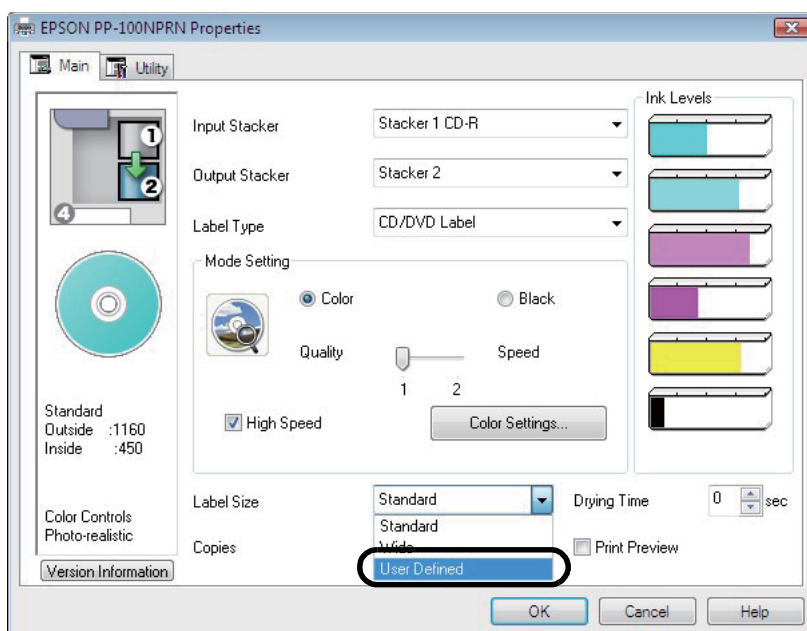 EPSON PP-100NPRN Properties
Main
Utility
1
2
4
Standard
Outside :1160
Inside :450
Color Controls
Photo-realistic
Version Information
Input Stacker
Stacker 1 CD-R
Output Stacker
Stacker 2
Label Type
CD/DVD Label
Mode Setting
Color
Black
Quality
Speed
1 2
High Speed
Color Settings...
Label Size
Standard
Standard
Wide
User Defined
Copies
Ink Levels
Drying Time
0
sec
Print Preview
OK
Cancel
Help